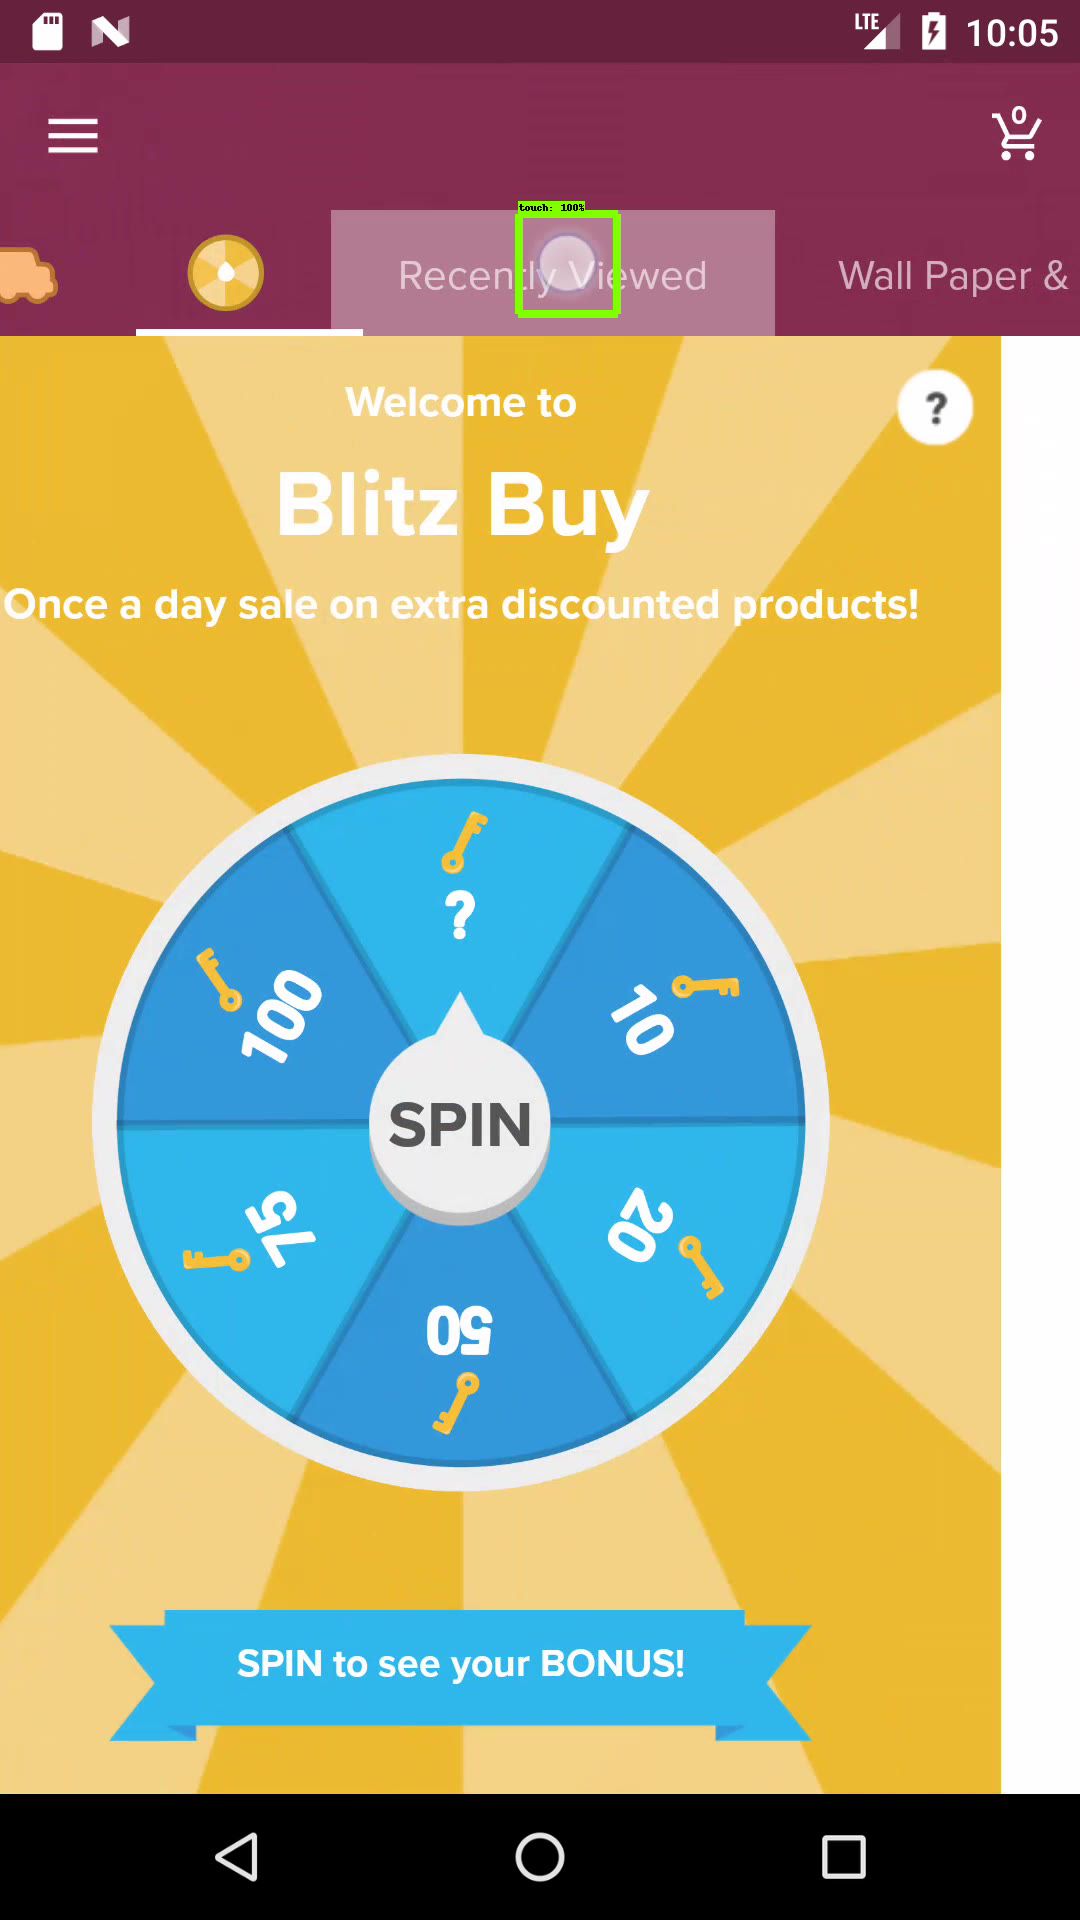 LTE 10:05
0
touch: 100%
Recently Viewed
Wall Paper &
Welcome to
?
Blitz Buy
Once a day sale on extra discounted products!
?
100
10
SPIN
75
20
50
SPIN to see your BONUS!